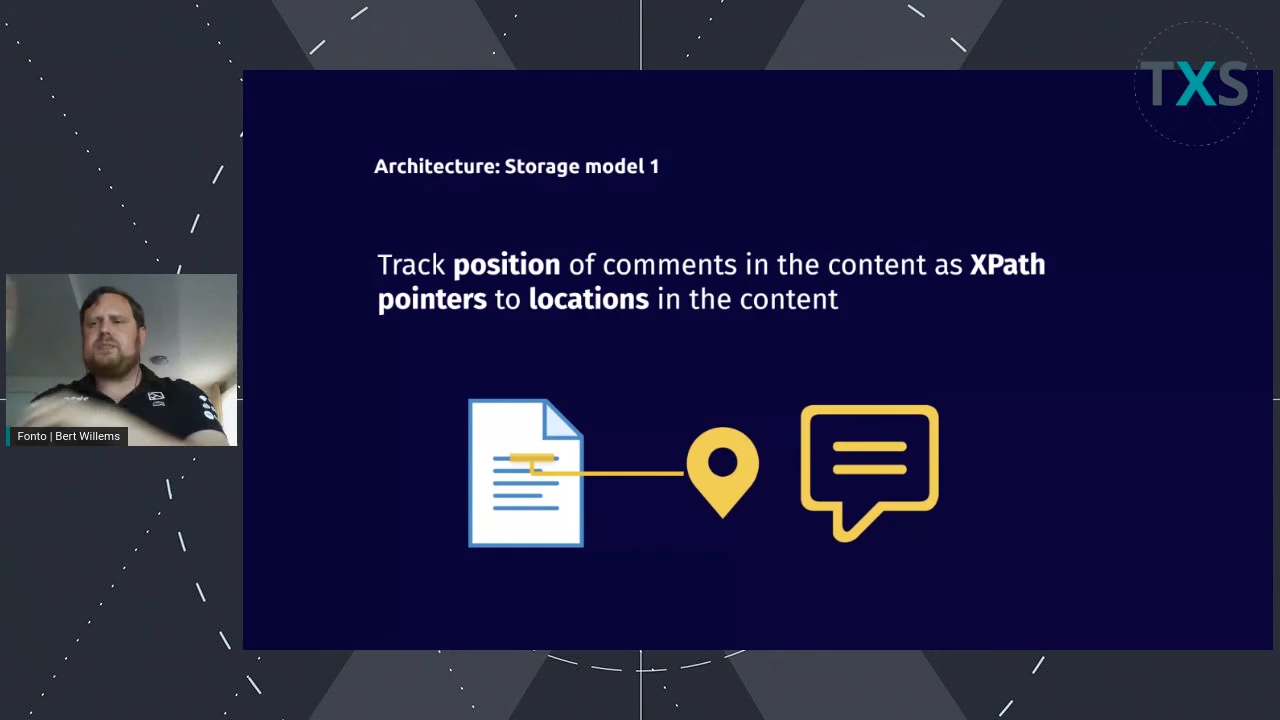 TXS
Architecture: Storage model 1
Track position of comments in the content as XPath
pointers to locations in the content
Fonto | Bert Willems